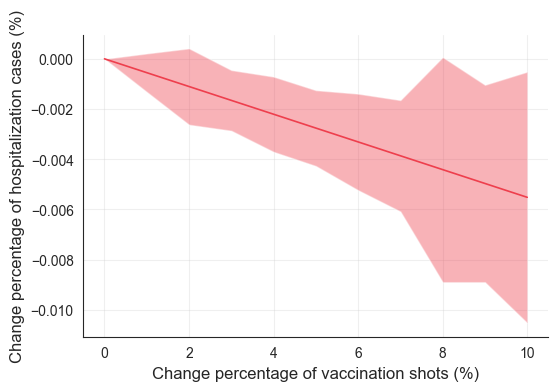 Change percentage of hospitalization cases (%)
0.000
−0.002
−0.004
−0.006
−0.008
−0.010
0 2 4 6 8 10
Change percentage of vaccination shots (%)